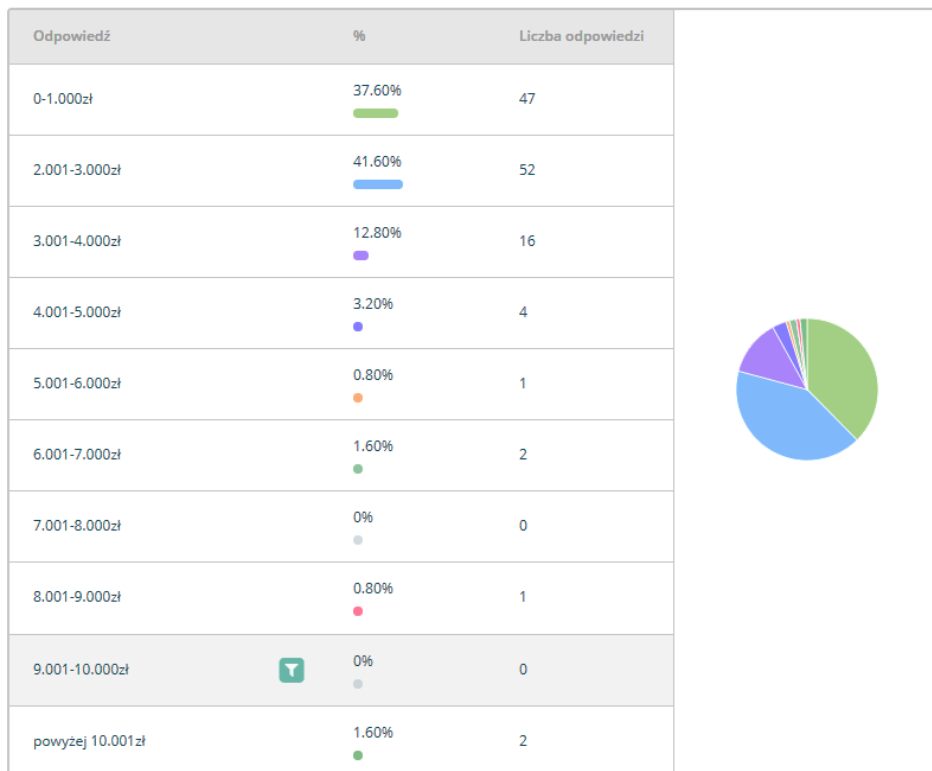 Odpowiedź % Liczba odpowiedzi
0-1.000zł 37.60% 47
2.001-3.000zł 41.60% 52
3.001-4.000zł 12.80% 16
4.001-5.000zł 3.20% 4
5.001-6.000zł 0.80% 1
6.001-7.000zł 1.60% 2
7.001-8.000zł 0% 0
8.001-9.000zł 0.80% 1
9.001-10.000zł 0% 0
powyżej 10.001zł 1.60% 2